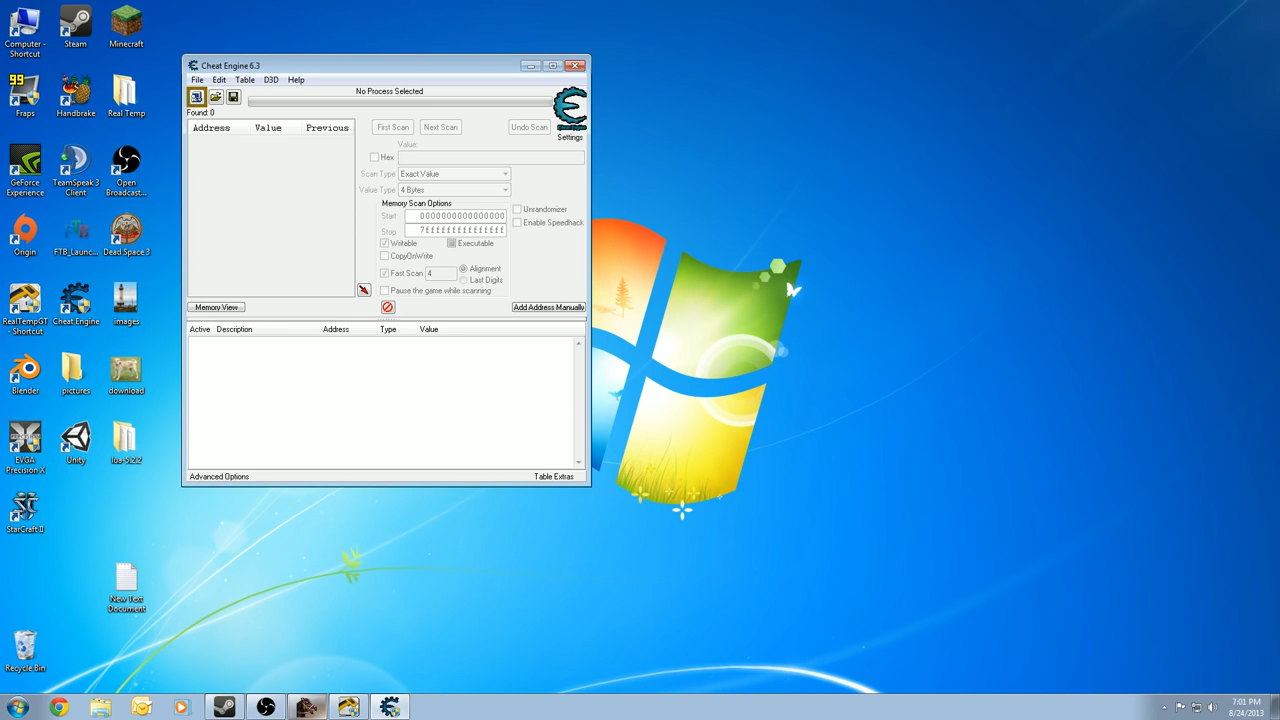 Computer - Shortcut
Steam
Minecraft
99
Fraps
Handbrake
Real Temp
GeForce Experience
TeamSpeak 3 Client
Open Broadcast...
Origin
FTB_Launc...
Dead Space 3
RealTempGT - Shortcut
Cheat Engine
images
Blender
pictures
download
EVGA Precision X
Unity
lua-5.2.2
StarCraft II
New Text Document
Recycle Bin
Cheat Engine 6.3
File Edit Table D3D Help
No Process Selected
Found: 0
Settings
Address Value Previous
First Scan Next Scan Undo Scan
Value:
Hex
Scan Type Exact Value
Value Type 4 Bytes
Memory Scan Options
Start 0000000000000000
Stop 7fffffffffffffff
Unrandomizer
Enable Speedhack
Writable Executable
CopyOnWrite
Fast Scan 4 Alignment
Last Digits
Pause the game while scanning
Memory View Add Address Manually
Active Description Address Type Value
Advanced Options Table Extras
7:01 PM
8/24/2013